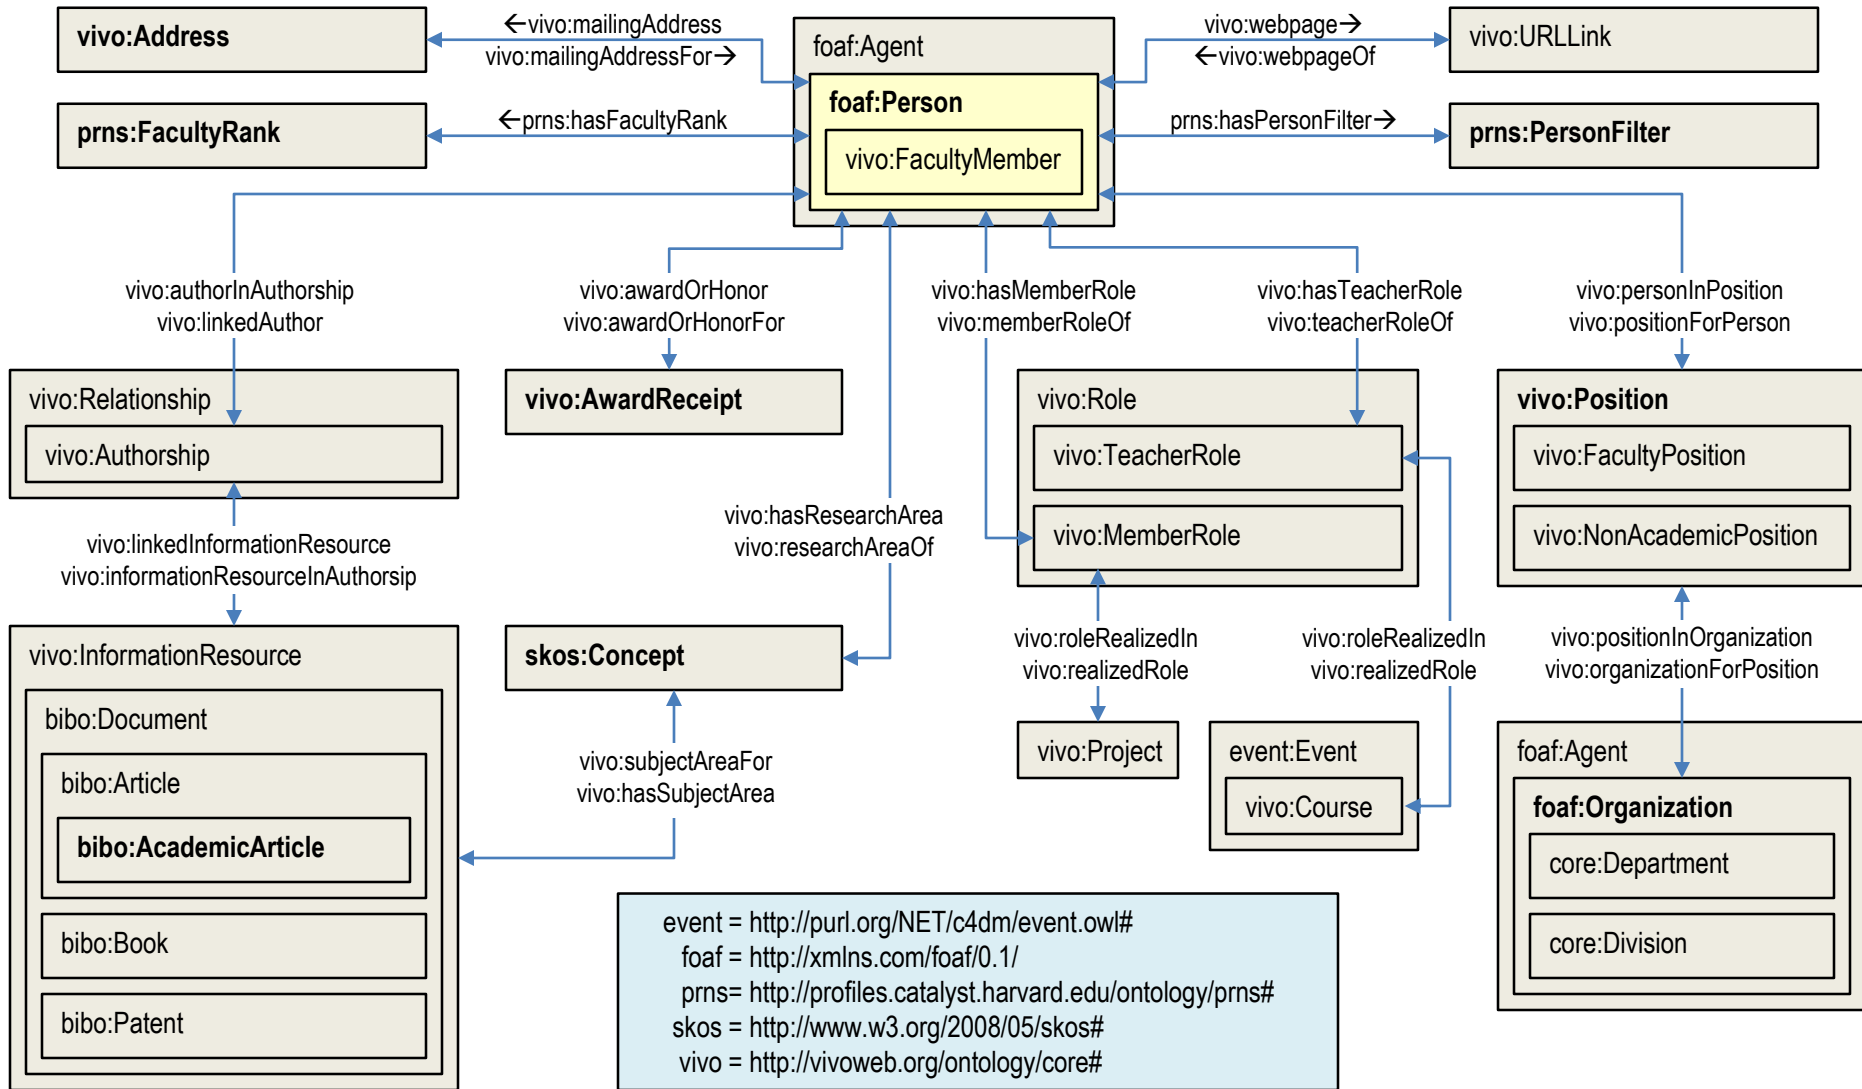 vivo:Address
←vivo:mailingAddress
vivo:mailingAddressFor→
foaf:Agent
vivo:webpage→
←vivo:webpageOf
vivo:URLLink
foaf:Person
prns:FacultyRank
←prns:hasFacultyRank
vivo:FacultyMember
prns:hasPersonFilter→
prns:PersonFilter
vivo:authorInAuthorship
vivo:linkedAuthor
vivo:awardOrHonor
vivo:awardOrHonorFor
vivo:hasMemberRole
vivo:memberRoleOf
vivo:hasTeacherRole
vivo:teacherRoleOf
vivo:personInPosition
vivo:positionForPerson
vivo:Relationship
vivo:Authorship
vivo:AwardReceipt
vivo:Role
vivo:TeacherRole
vivo:MemberRole
vivo:Position
vivo:FacultyPosition
vivo:NonAcademicPosition
vivo:hasResearchArea
vivo:researchAreaOf
vivo:linkedInformationResource
vivo:informationResourceInAuthorsip
vivo:roleRealizedIn
vivo:realizedRole
vivo:roleRealizedIn
vivo:realizedRole
vivo:positionInOrganization
vivo:organizationForPosition
vivo:InformationResource
bibo:Document
bibo:Article
bibo:AcademicArticle
bibo:Book
bibo:Patent
skos:Concept
vivo:subjectAreaFor
vivo:hasSubjectArea
vivo:Project
event:Event
vivo:Course
foaf:Agent
foaf:Organization
core:Department
core:Division
event = http://purl.org/NET/c4dm/event.owl#
foaf = http://xmlns.com/foaf/0.1/
prns= http://profiles.catalyst.harvard.edu/ontology/prns#
skos = http://www.w3.org/2008/05/skos#
vivo = http://vivoweb.org/ontology/core#